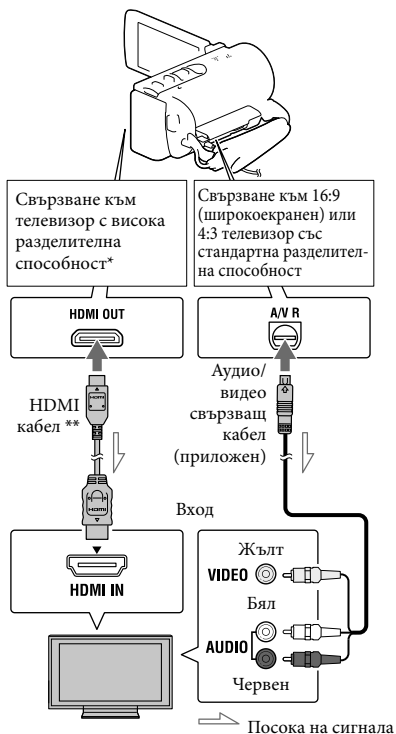 Свързване към
телевизор с висока
разделителна
способност*
Свързване към 16:9
(широкоекранен) или
4:3 телевизор със
стандартна разделител-
на способност
HDMI OUT
A/V R
HDMI
кабел **
Аудио/
видео
свързващ
кабел
(приложен)
Вход
HDMI IN
Жълт
VIDEO
Бял
AUDIO
Червен
Посока на сигнала